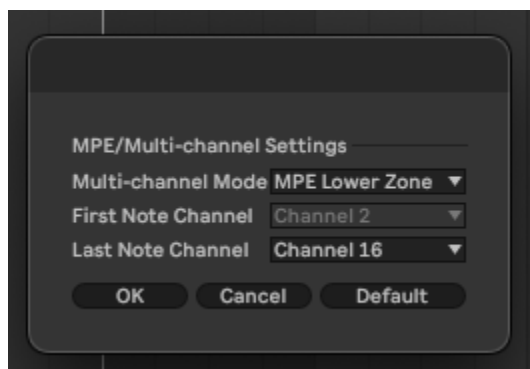 MPE/Multi-channel Settings
Multi-channel Mode MPE Lower Zone
First Note Channel Channel 2
Last Note Channel Channel 16
OK Cancel Default